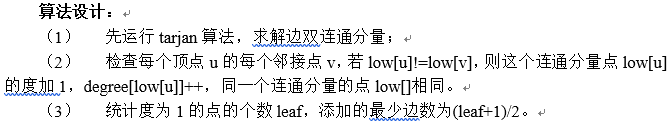 算法设计：
（1） 先运行 tarjan 算法，求解边双连通分量；
（2） 检查每个顶点 u 的每个邻接点 v，若 low[u]!=low[v]，则这个连通分量点 low[u]
的度加 1，degree[low[u]]++，同一个连通分量的点 low[]相同。
（3） 统计度为 1 的点的个数 leaf，添加的最少边数为(leaf+1)/2。